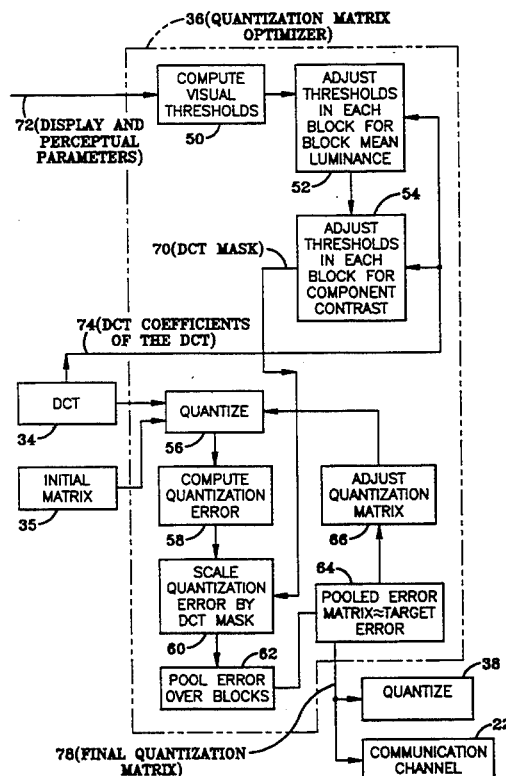 36(QUANTIZATION MATRIX
OPTIMIZER)
COMPUTE
VISUAL
THRESHOLDS
50
ADJUST
THRESHOLDS
IN EACH
BLOCK FOR
BLOCK MEAN
LUMINANCE
52
72(DISPLAY AND
PERCEPTUAL
PARAMETERS)
54
ADJUST
THRESHOLDS
IN EACH
BLOCK FOR
COMPONENT
CONTRAST
70(DCT MASK)
74(DCT COEFFICIENTS
OF THE DCT)
DCT
34
QUANTIZE
56
INITIAL
MATRIX
35
COMPUTE
QUANTIZATION
ERROR
58
ADJUST
QUANTIZATION
MATRIX
66
SCALE
QUANTIZATION
ERROR BY
DCT MASK
60
64
POOLED ERROR
MATRIX≈TARGET
ERROR
62
POOL ERROR
OVER BLOCKS
38
QUANTIZE
78(FINAL QUANTIZATION
MATRIX)
22
COMMUNICATION
CHANNEL